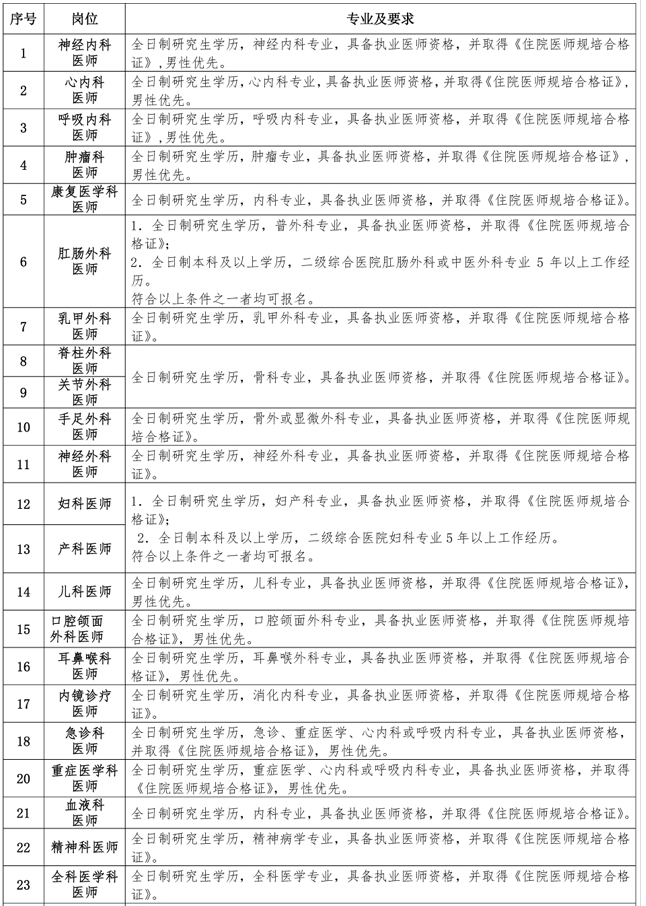 序号 岗位 专业及要求
1 神经内科医师 全日制研究生学历，神经内科专业，具备执业医师资格，并取得《住院医师规培合格
证》,男性优先。
2 心内科医师 全日制研究生学历,心内科专业,具备执业医师资格,并取得《住院医师规培合格证》,
男性优先。
3 呼吸内科医师 全日制研究生学历，呼吸内科专业，具备执业医师资格，并取得《住院医师规培合格
证》,男性优先。
4 肿瘤科医师 全日制研究生学历，肿瘤专业，具备执业医师资格，并取得《住院医师规培合格证》,
男性优先。
5 康复医学科医师 全日制研究生学历，内科专业，具备执业医师资格，并取得《住院医师规培合格证》。
6 肛肠外科医师 1．全日制研究生学历，普外科专业，具备执业医师资格，并取得《住院医师规培合
格证》；
2．全日制本科及以上学历，二级综合医院肛肠外科或中医外科专业 5 年以上工作经
历。
符合以上条件之一者均可报名。
7 乳甲外科医师 全日制研究生学历，乳甲外科专业，具备执业医师资格，并取得《住院医师规培合格
证》。
8 脊柱外科医师
9 关节外科医师
全日制研究生学历，骨科专业，具备执业医师资格，并取得《住院医师规培合格证》。
10 手足外科医师 全日制研究生学历，骨外或显微外科专业，具备执业医师资格，并取得《住院医师规
培合格证》。
11 神经外科医师 全日制研究生学历，神经外科专业，具备执业医师资格，并取得《住院医师规培合格
证》。
12 妇科医师
13 产科医师
1．全日制研究生学历，妇产科专业，具备执业医师资格，并取得《住院医师规培合
格证》；
2．全日制本科及以上学历，二级综合医院妇科专业5年以上工作经历。
符合以上条件之一者均可报名。
14 儿科医师 全日制研究生学历，儿科专业，具备执业医师资格，并取得《住院医师规培合格证》，
男性优先。
15 口腔颌面外科医师 全日制研究生学历，口腔颌面外科专业，具备执业医师资格，并取得《住院医师规培
合格证》，男性优先。
16 耳鼻喉科医师 全日制研究生学历，耳鼻喉外科专业，具备执业医师资格，并取得《住院医师规培合
格证》，男性优先。
17 内镜诊疗医师 全日制研究生学历，消化内科专业，具备执业医师资格，并取得《住院医师规培合格
证》。
18 急诊科医师 全日制研究生学历，急诊、重症医学、心内科或呼吸内科专业，具备执业医师资格，
并取得《住院医师规培合格证》，男性优先。
20 重症医学科医师 全日制研究生学历，重症医学、心内科或呼吸内科专业，具备执业医师资格，并取得
《住院医师规培合格证》，男性优先。
21 血液科医师 全日制研究生学历，内科专业，具备执业医师资格，并取得《住院医师规培合格证》。
22 精神科医师 全日制研究生学历，精神病学专业，具备执业医师资格，并取得《住院医师规培合格
证》。
23 全科医学科医师 全日制研究生学历，全科医学专业，具备执业医师资格，并取得《住院医师规培合格
证》。